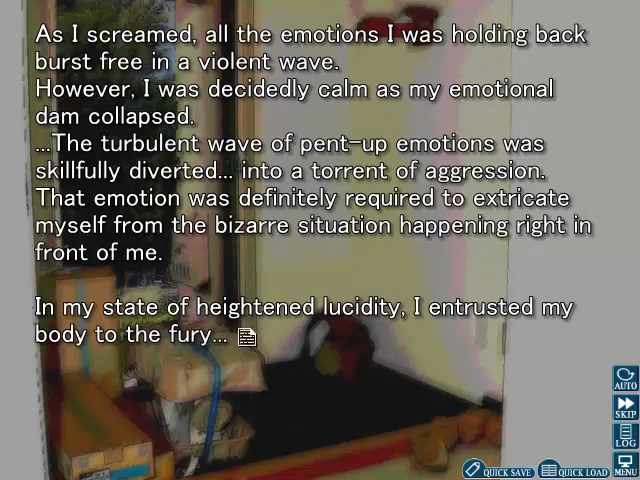 As I screamed, all the emotions I was holding back
burst free in a violent wave.
However, I was decidedly calm as my emotional
dam collapsed.
...The turbulent wave of pent-up emotions was
skillfully diverted... into a torrent of aggression.
That emotion was definitely required to extricate
myself from the bizarre situation happening right in
front of me.
In my state of heightened lucidity, I entrusted my
body to the fury...
AUTO
SKIP
LOG
MENU
QUICK SAVE
QUICK LOAD